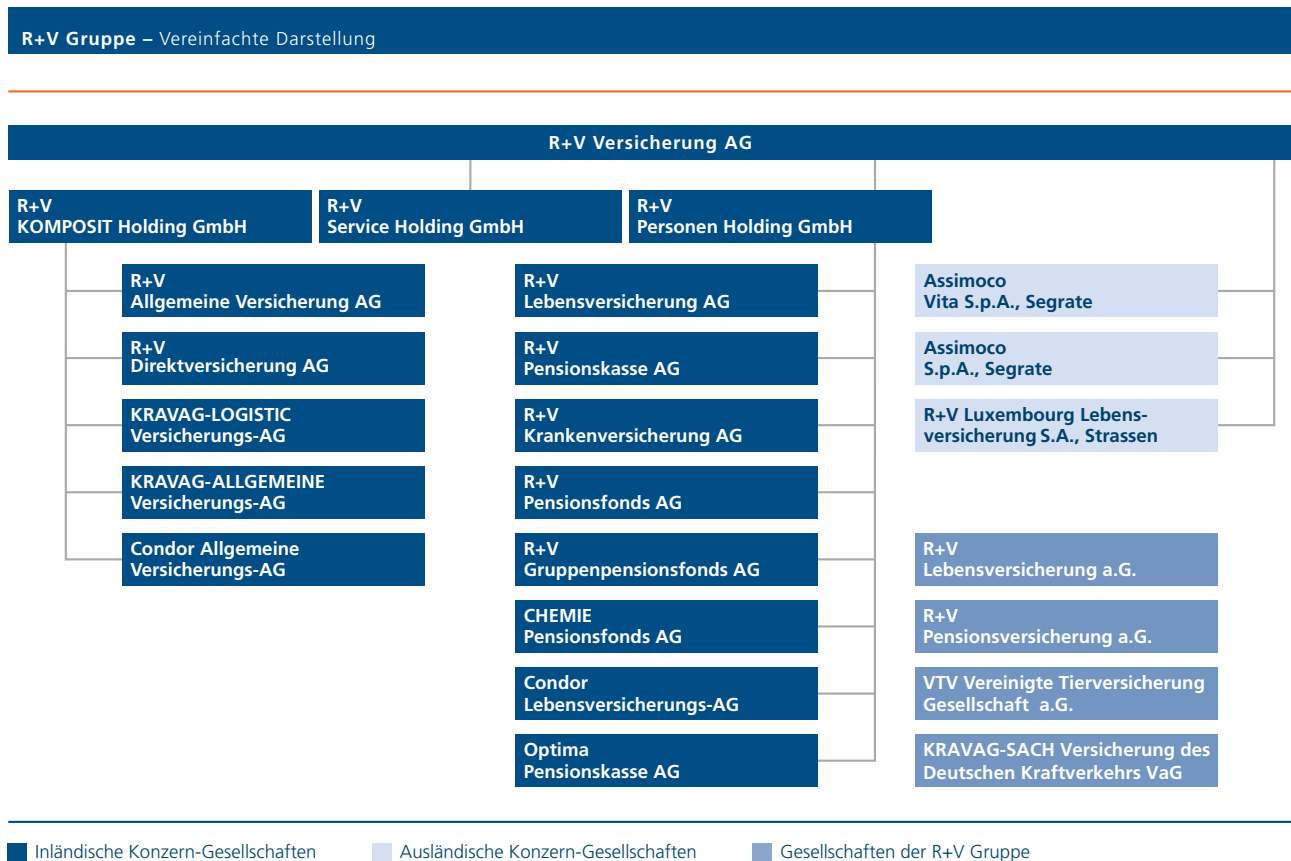 R+V Gruppe – Vereinfachte Darstellung
R+V Versicherung AG
R+V
KOMPOSIT Holding GmbH
R+V
Service Holding GmbH
R+V
Personen Holding GmbH
R+V
Allgemeine Versicherung AG
R+V
Direktversicherung AG
KRAVAG-LOGISTIC
Versicherungs-AG
KRAVAG-ALLGEMEINE
Versicherungs-AG
Condor Allgemeine
Versicherungs-AG
R+V
Lebensversicherung AG
R+V
Pensionskasse AG
R+V
Krankenversicherung AG
R+V
Pensionsfonds AG
R+V
Gruppenpensionsfonds AG
CHEMIE
Pensionsfonds AG
Condor
Lebensversicherungs-AG
Optima
Pensionskasse AG
Assimoco
Vita S.p.A., Segrate
Assimoco
S.p.A., Segrate
R+V Luxembourg Lebens-
versicherung S.A., Strassen
R+V
Lebensversicherung a.G.
R+V
Pensionsversicherung a.G.
VTV Vereinigte Tierversicherung
Gesellschaft a.G.
KRAVAG-SACH Versicherung des
Deutschen Kraftverkehrs VaG
Inländische Konzern-Gesellschaften
Ausländische Konzern-Gesellschaften
Gesellschaften der R+V Gruppe